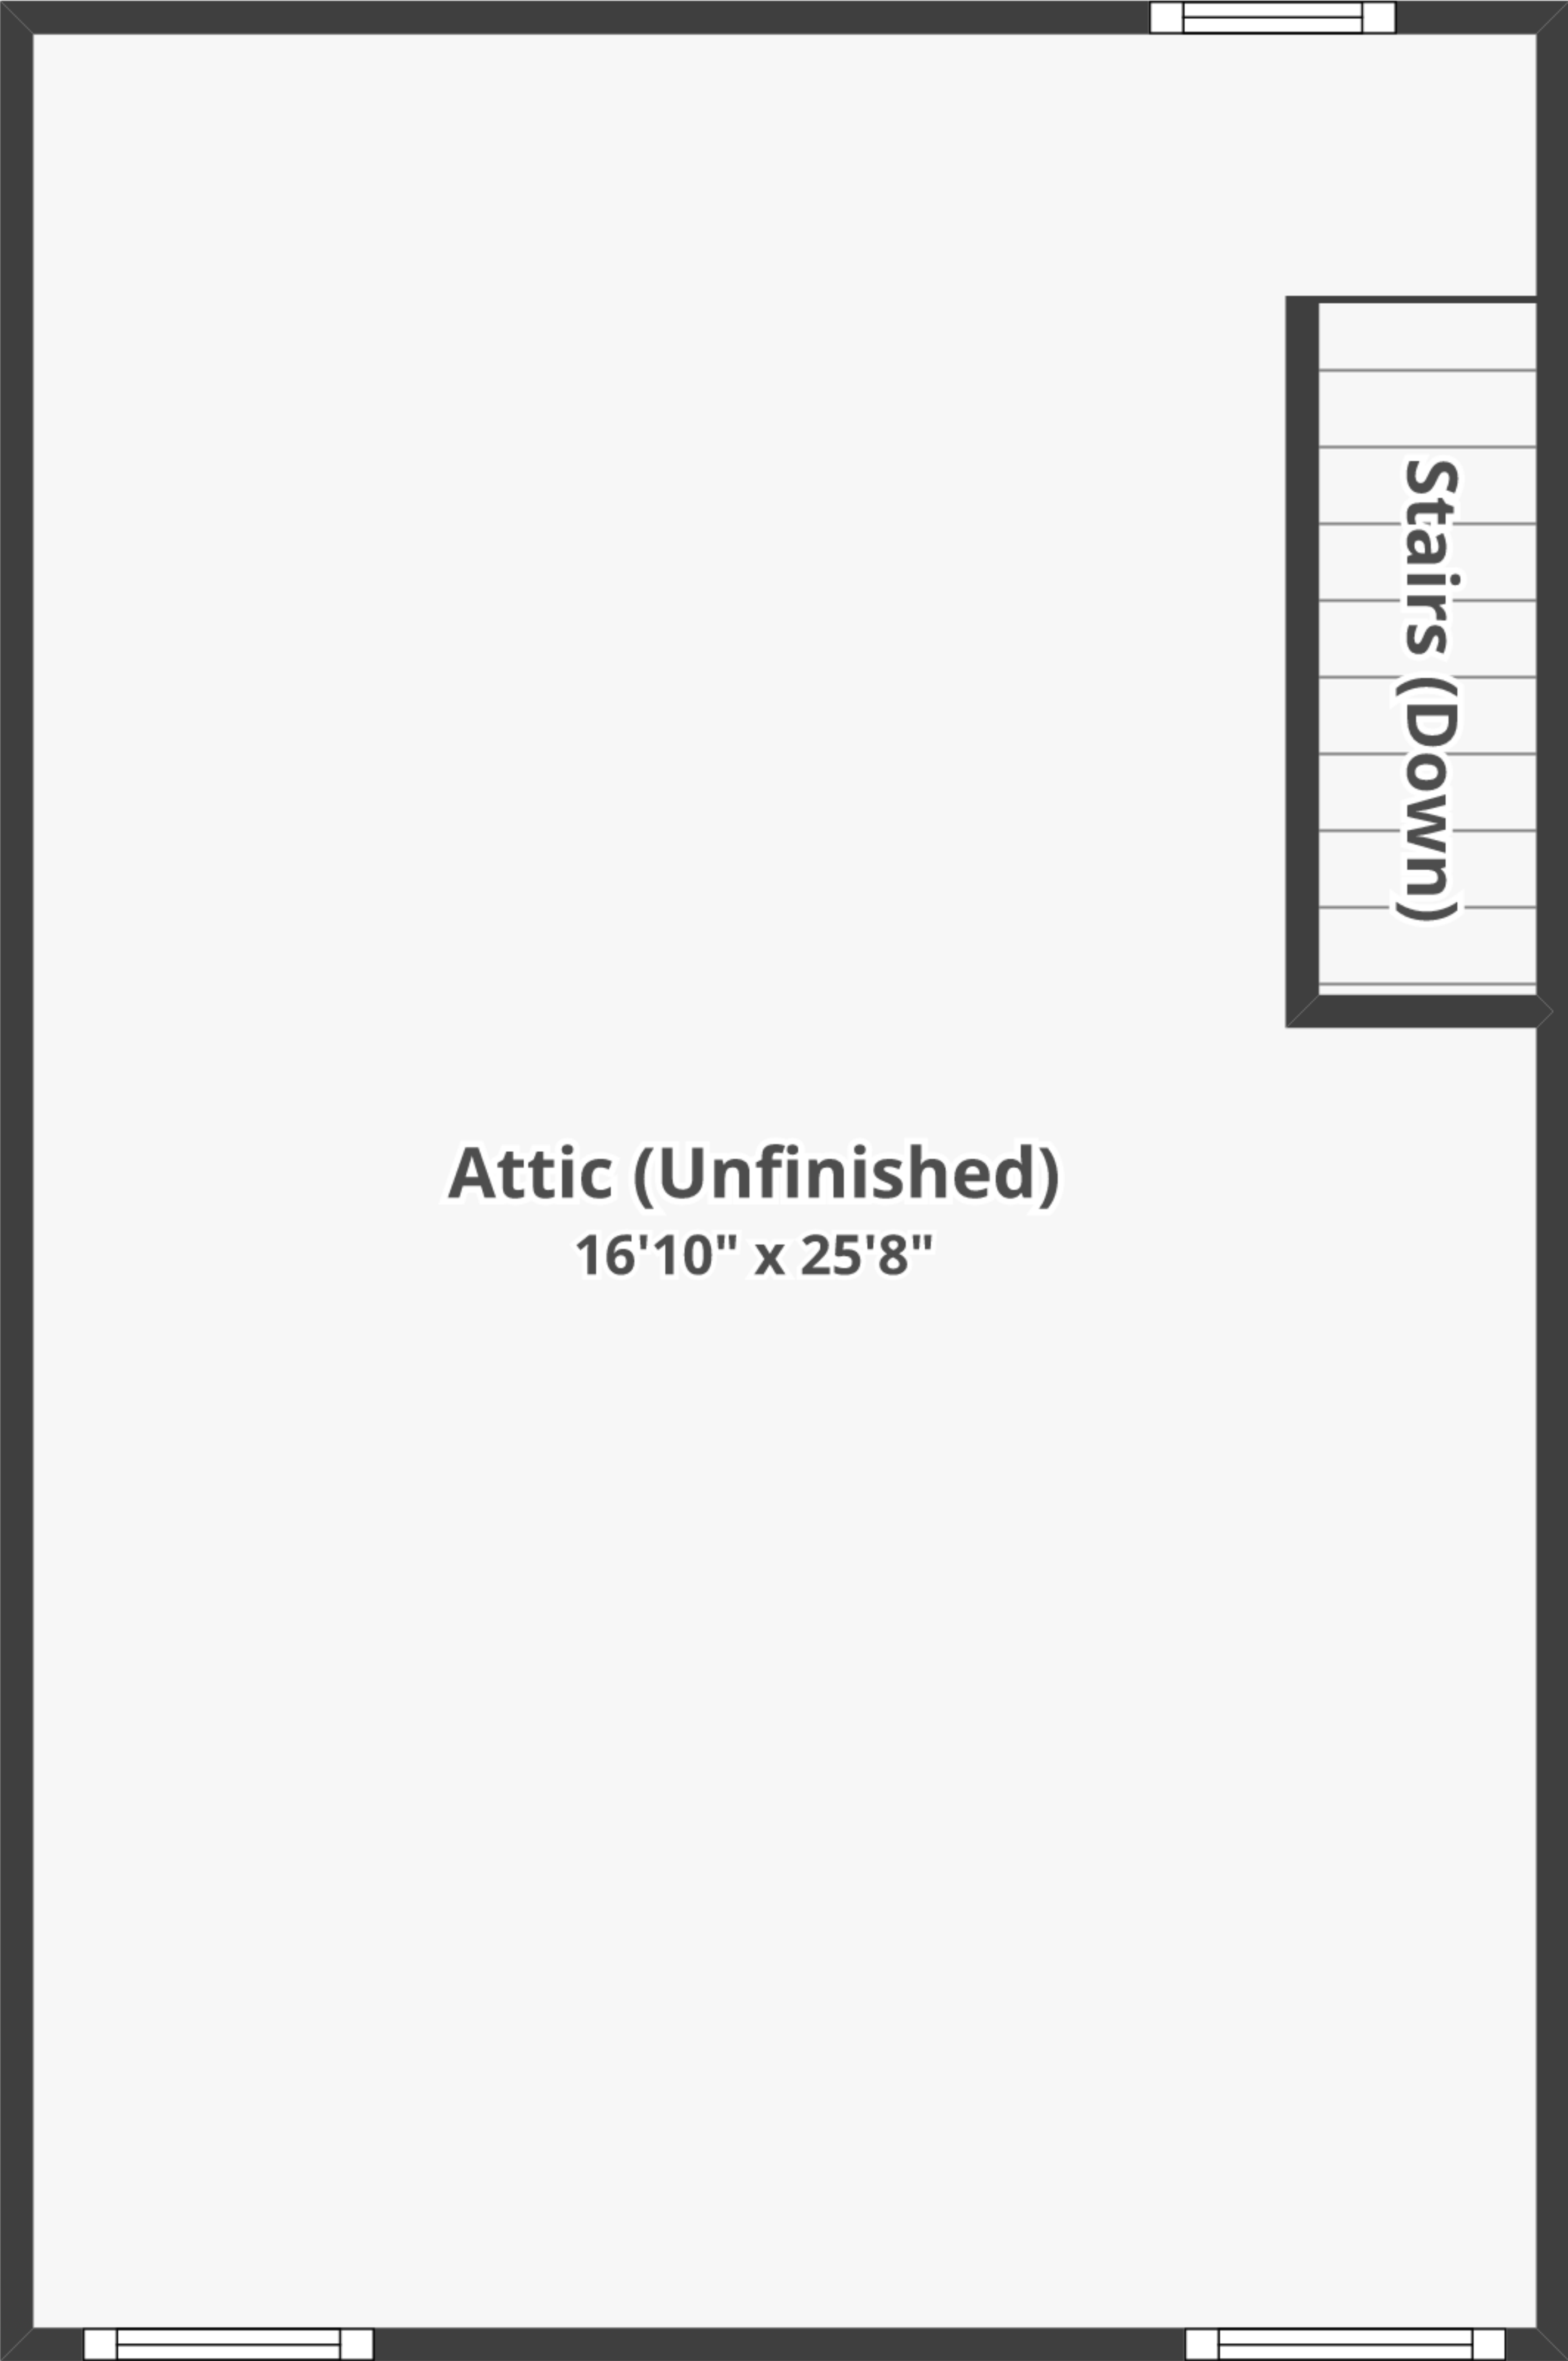 Stairs (Down)
Attic (Unfinished)
16'10" x 25'8"